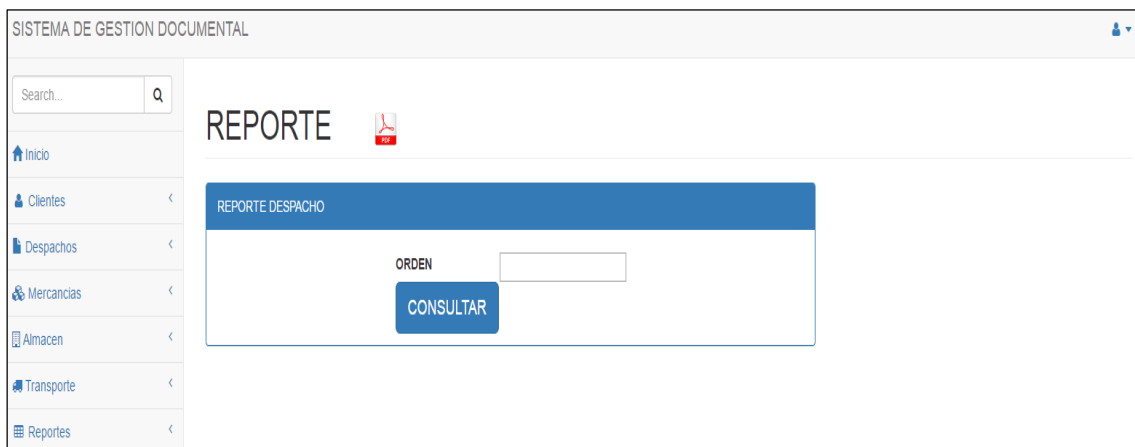 SISTEMA DE GESTION DOCUMENTAL
Search...
Inicio
Clientes
Despachos
Mercancias
Almacen
Transporte
Reportes
REPORTE
PDF
REPORTE DESPACHO
ORDEN
CONSULTAR